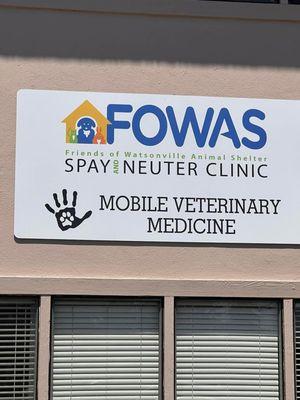 FOWAS
Friends of Watsonville Animal Shelter
SPAY AND NEUTER CLINIC
MOBILE VETERINARY
MEDICINE